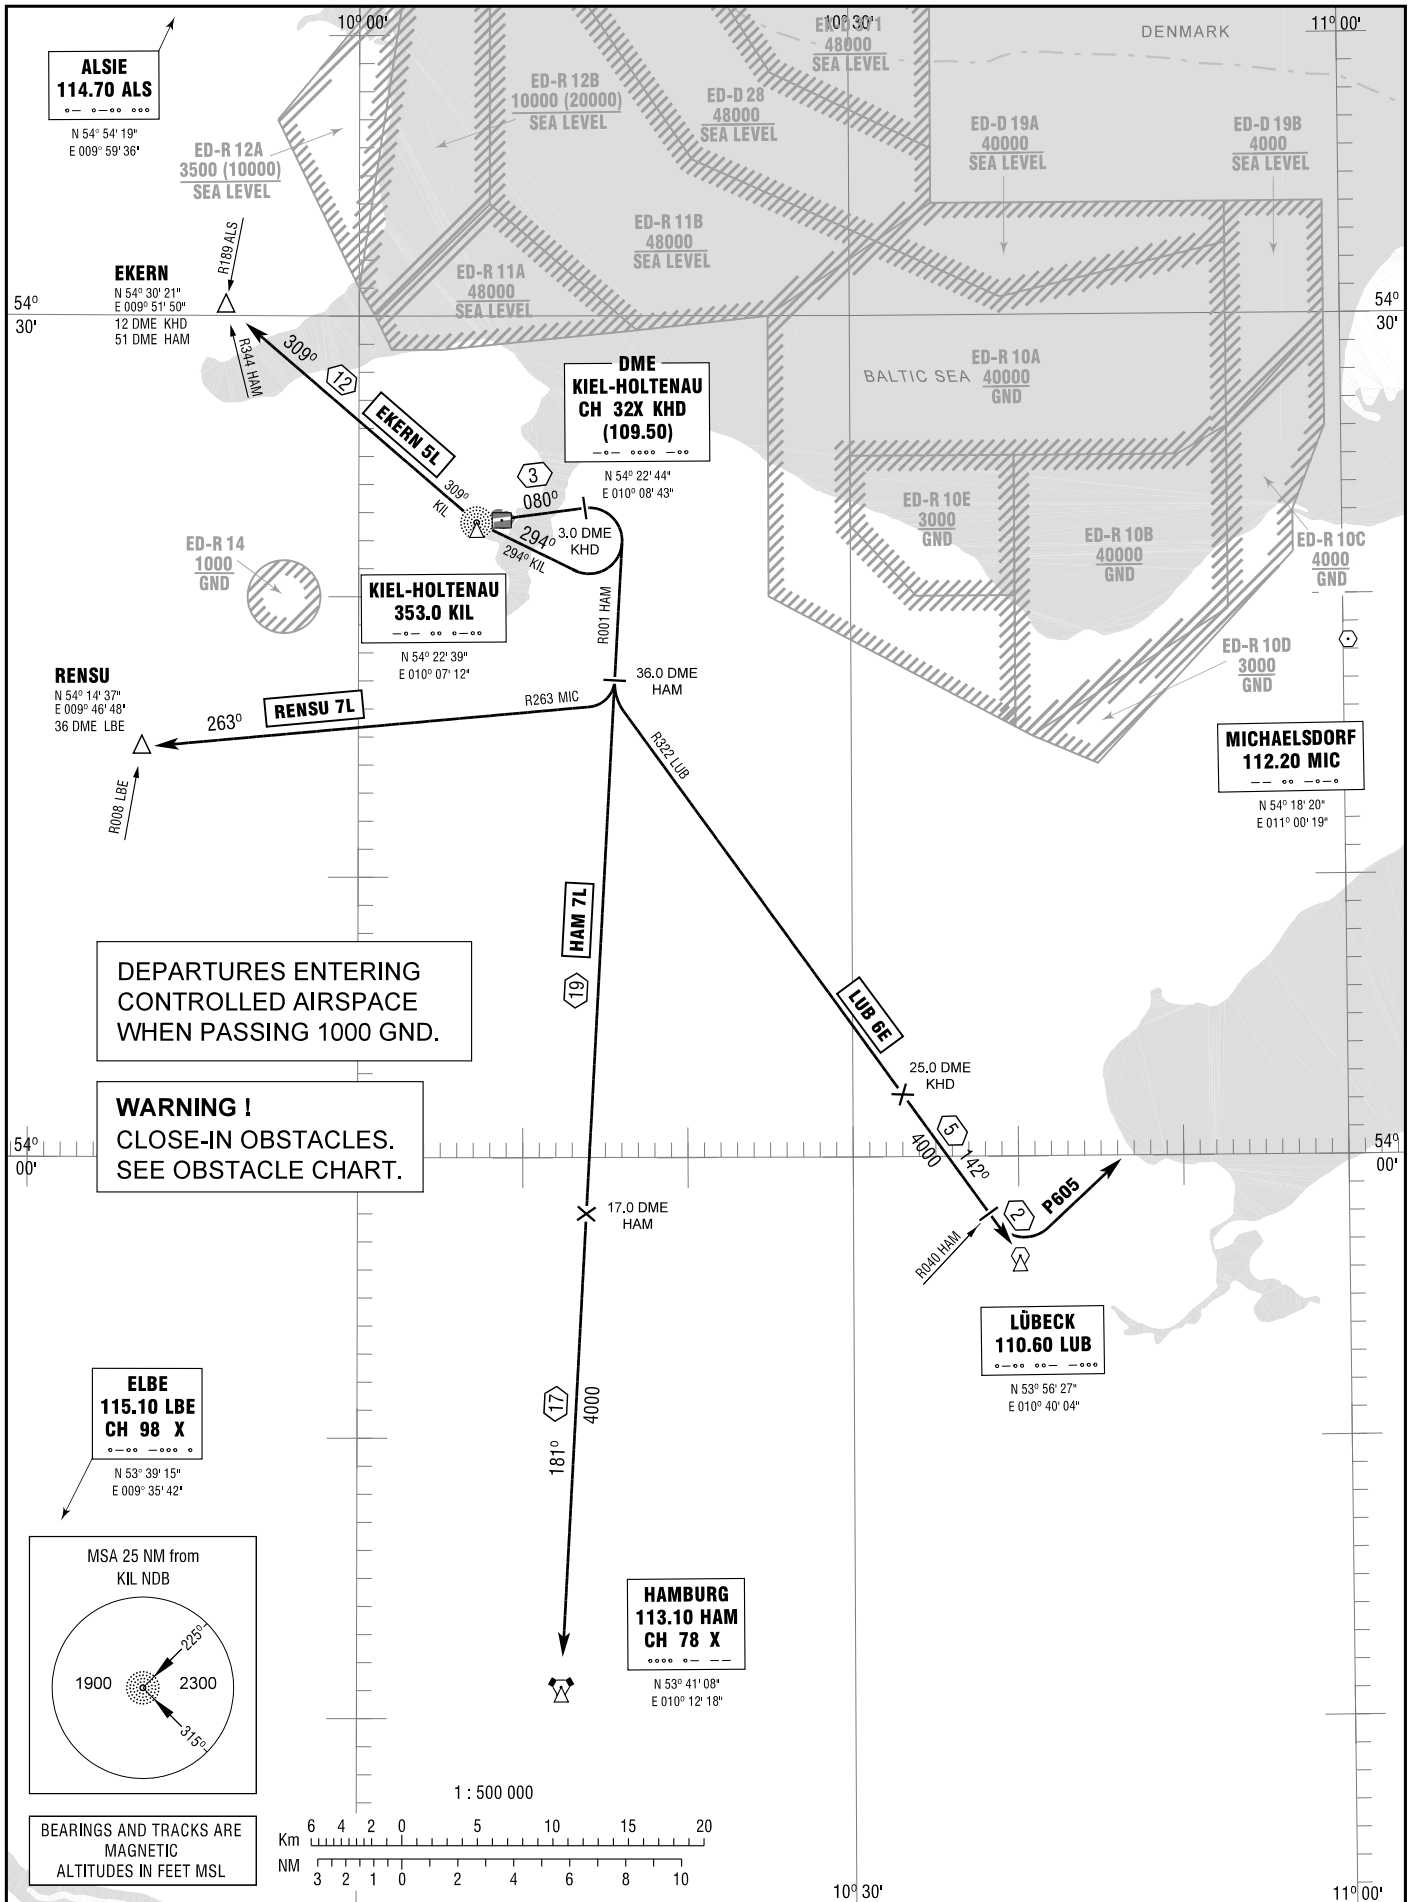 10° 00'
10° 30'
11° 00'
ALSIE
114.70 ALS
N 54° 54' 19"
E 009° 59' 36"
ED-R 12A
3500 (10000)
SEA LEVEL
ED-R 12B
10000 (20000)
SEA LEVEL
48000
SEA LEVEL
DENMARK
ED-D 28
48000
SEA LEVEL
ED-D 19A
40000
SEA LEVEL
ED-D 19B
4000
SEA LEVEL
ED-R 11B
48000
SEA LEVEL
ED-R 11A
48000
SEA LEVEL
R189 ALS
EKERN
N 54° 30' 21"
E 009° 51' 50"
12 DME KHD
51 DME HAM
R344 HAM
54°
30'
54°
30'
309°
12
EKERN 5L
309°
KIL
DME
KIEL-HOLTENAU
CH 32X KHD
(109.50)
N 54° 22' 44"
E 010° 08' 43"
BALTIC SEA
ED-R 10A
40000
GND
ED-R 10E
3000
GND
ED-R 10B
40000
GND
ED-R 10C
4000
GND
ED-R 10D
3000
GND
3
080°
3.0 DME
KHD
294°
294° KIL
ED-R 14
1000
GND
KIEL-HOLTENAU
353.0 KIL
N 54° 22' 39"
E 010° 07' 12"
R001 HAM
36.0 DME
HAM
RENSU
N 54° 14' 37"
E 009° 46' 48"
36 DME LBE
R008 LBE
263°
RENSU 7L
R263 MIC
R322 LUB
MICHAELSDORF
112.20 MIC
N 54° 18' 20"
E 011° 00' 19"
HAM 7L
19
DEPARTURES ENTERING
CONTROLLED AIRSPACE
WHEN PASSING 1000 GND.
LUB 6E
25.0 DME
KHD
WARNING !
CLOSE-IN OBSTACLES.
SEE OBSTACLE CHART.
54°
00'
54°
00'
5
4000
142°
17.0 DME
HAM
R040 HAM
2
P605
LÜBECK
110.60 LUB
N 53° 56' 27"
E 010° 40' 04"
ELBE
115.10 LBE
CH 98 X
N 53° 39' 15"
E 009° 35' 42"
17
4000
181°
MSA 25 NM from
KIL NDB
1900
2300
225°
315°
HAMBURG
113.10 HAM
CH 78 X
N 53° 41' 08"
E 010° 12' 18"
BEARINGS AND TRACKS ARE
MAGNETIC
ALTITUDES IN FEET MSL
1 : 500 000
Km 6 4 2 0 5 10 15 20
NM 3 2 1 0 2 4 6 8 10
10° 30'
11° 00'